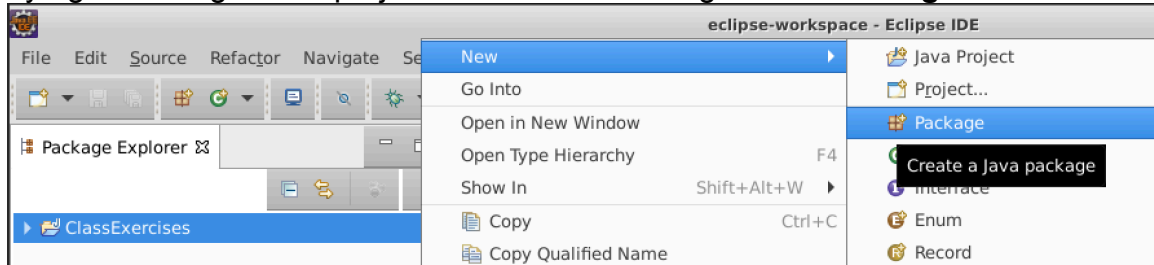 eclipse-workspace - Eclipse IDE
File Edit Source Refactor Navigate Se
New
Java Project
Go Into
Project...
Open in New Window
Package
Package Explorer
Open Type Hierarchy F4
Create a Java package
Show In Shift+Alt+W
Interface
ClassExercises
Copy Ctrl+C
Enum
Copy Qualified Name
Record